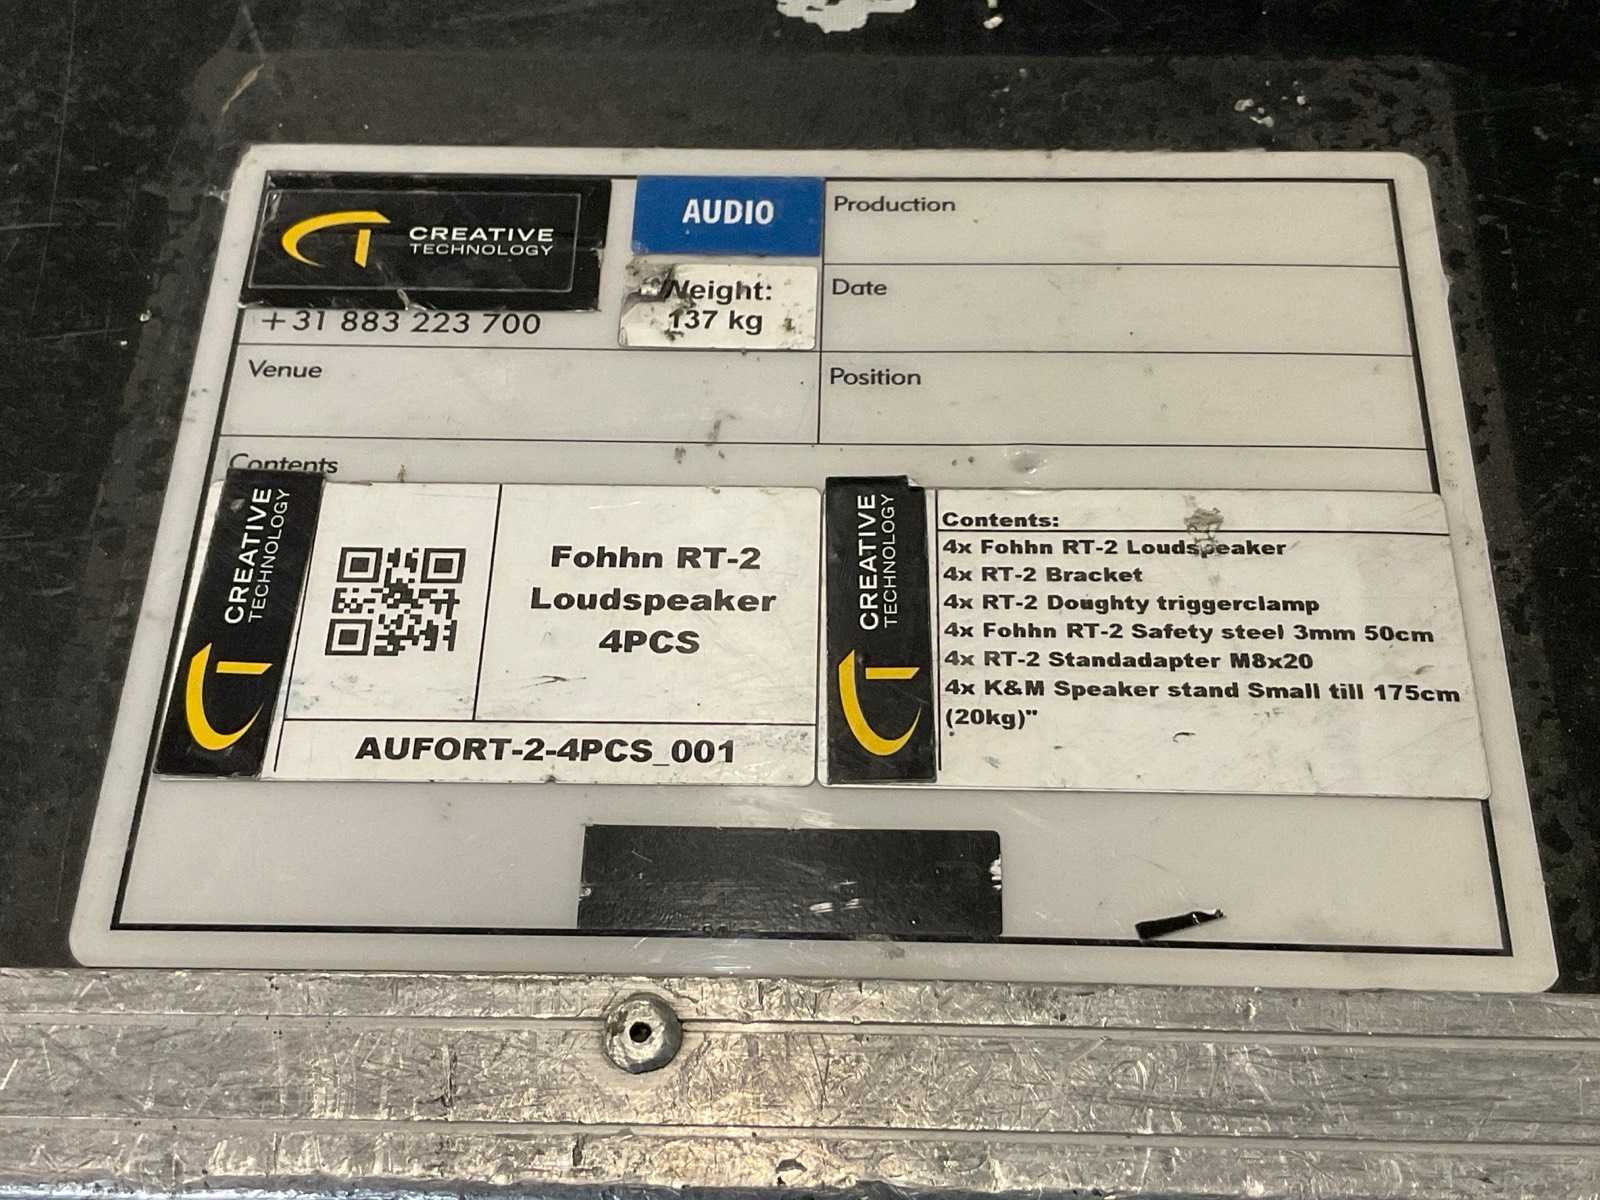 CREATIVE
TECHNOLOGY
+31 883 223 700
AUDIO
Weight:
137 kg
Production
Date
Venue
Position
Contents
CREATIVE
TECHNOLOGY
Fohhn RT-2
Loudspeaker
4PCS
AUFORT-2-4PCS_001
CREATIVE
TECHNOLOGY
Contents:
4x Fohhn RT-2 Loudspeaker
4x RT-2 Bracket
4x RT-2 Doughty triggerclamp
4x Fohhn RT-2 Safety steel 3mm 50cm
4x RT-2 Standadapter M8x20
4x K&M Speaker stand Small till 175cm
(20kg)"